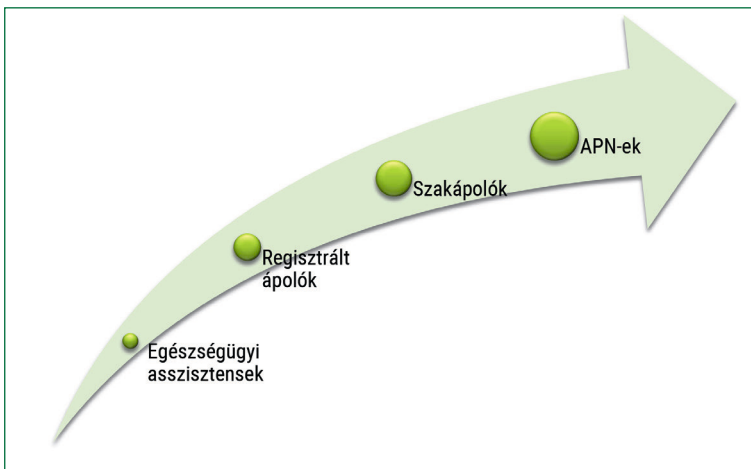 APN-ek
Szakápolók
Regisztrált
ápolók
Egészségügyi
asszisztensek